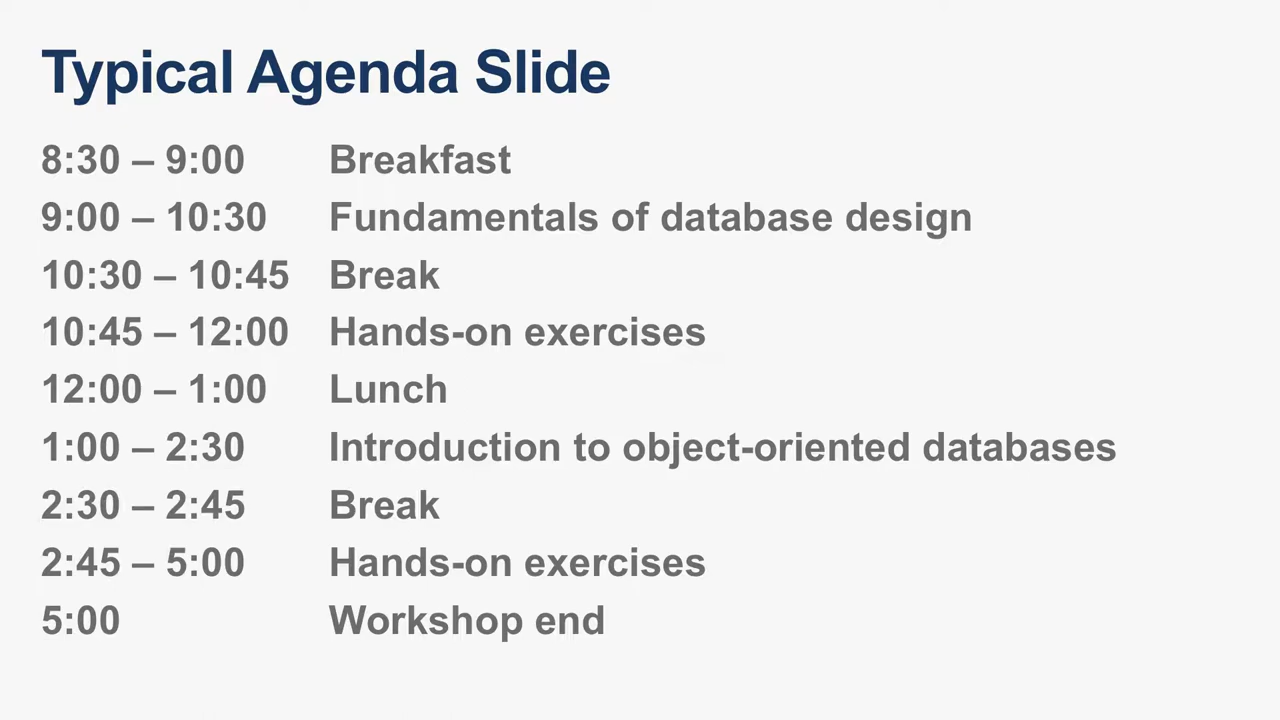 Typical Agenda Slide
8:30 – 9:00 Breakfast
9:00 – 10:30 Fundamentals of database design
10:30 – 10:45 Break
10:45 – 12:00 Hands-on exercises
12:00 – 1:00 Lunch
1:00 – 2:30 Introduction to object-oriented databases
2:30 – 2:45 Break
2:45 – 5:00 Hands-on exercises
5:00 Workshop end